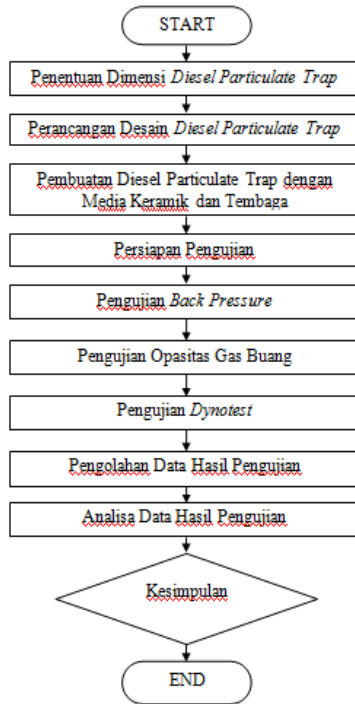 START
Penentuan Dimensi Diesel Particulate Trap
Perancangan Desain Diesel Particulate Trap
Pembuatan Diesel Particulate Trap dengan
Media Keramik dan Tembaga
Persiapan Pengujian
Pengujian Back Pressure
Pengujian Opasitas Gas Buang
Pengujian Dynotest
Pengolahan Data Hasil Pengujian
Analisa Data Hasil Pengujian
Kesimpulan
END